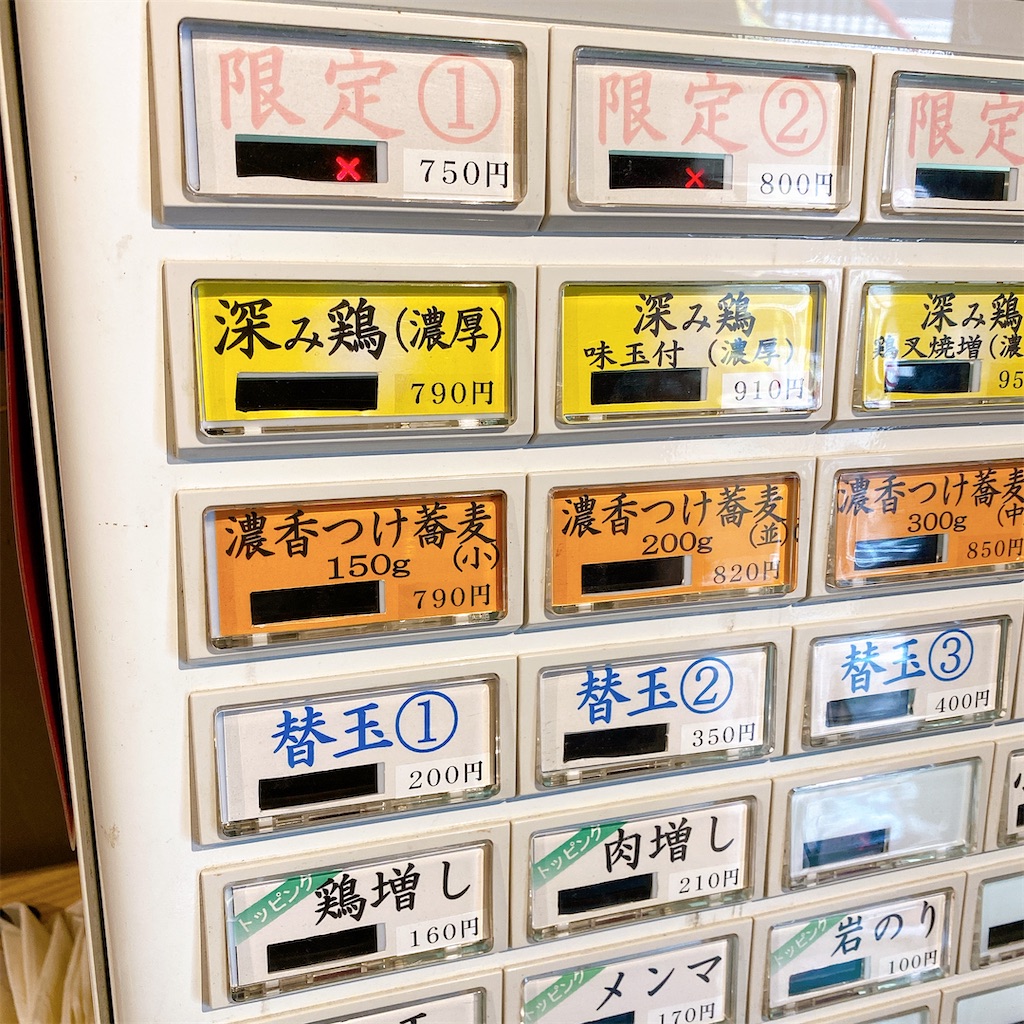 限定①
× 750円
限定②
× 800円
限定
深み鶏(濃厚)
790円
深み鶏
味玉付(濃厚)
910円
深み鶏
鶏叉焼増(濃
95
濃香つけ蕎麦
150g (小)
790円
濃香つけ蕎麦
200g (並)
820円
濃香つけ蕎麦
300g (中
850円
替玉①
200円
替玉②
350円
替玉③
400円
トッピング 鶏増し
160円
トッピング 肉増し
210円
トッピング メンマ
170円
トッピング 岩のり
100円